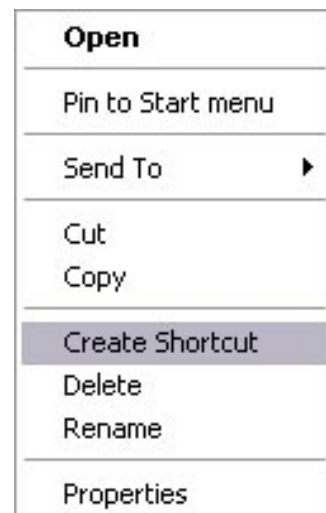 Open
Pin to Start menu
Send To
Cut
Copy
Create Shortcut
Delete
Rename
Properties